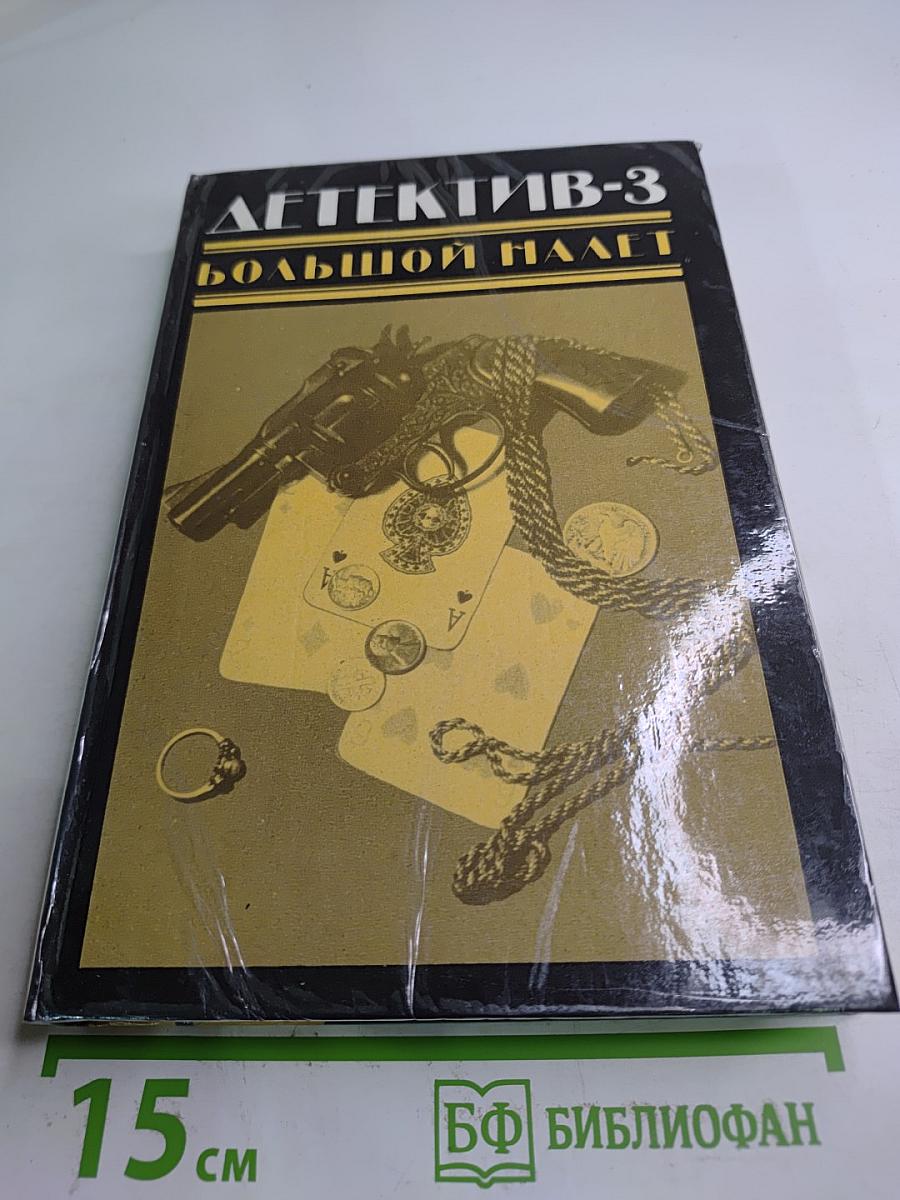 ДЕТЕКТИВ-3
БОЛЬШОЙ НАЛЕТ
A
A
15 см
БФ БИБЛИОФАН